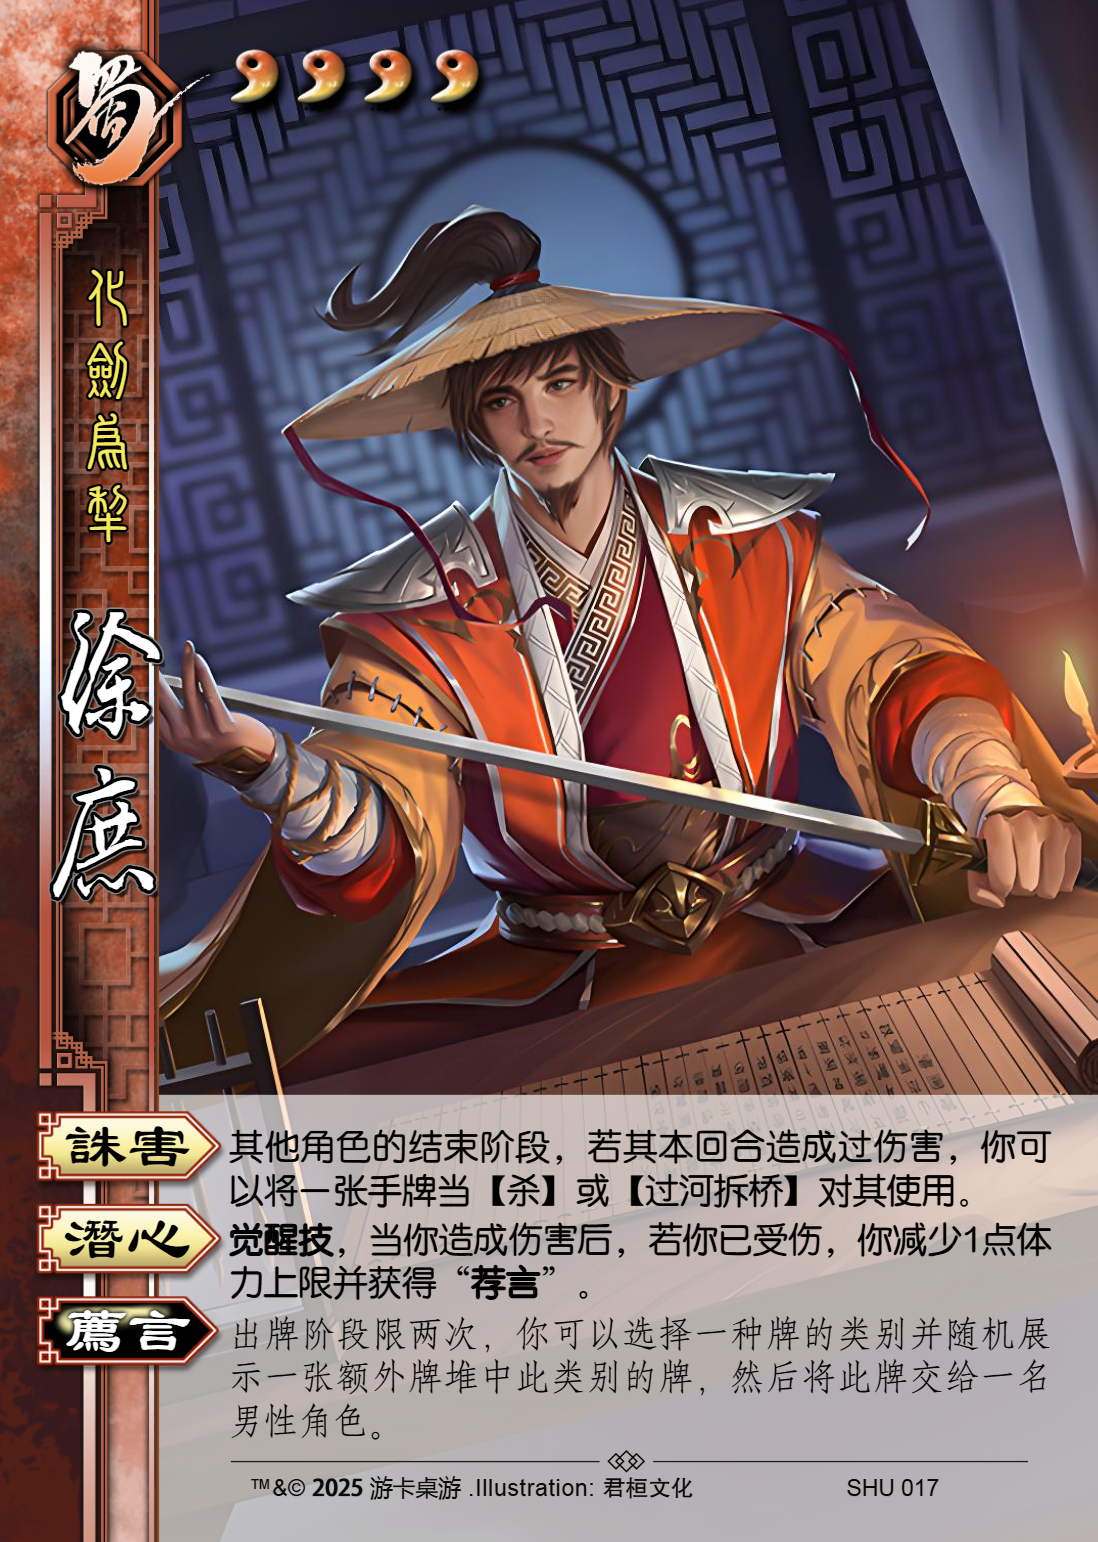 蜀
化劍爲犁
徐庶
誅害
其他角色的结束阶段，若其本回合造成过伤害，你可
以将一张手牌当【杀】或【过河拆桥】对其使用。
潛心
觉醒技，当你造成伤害后，若你已受伤，你减少1点体
力上限并获得“荐言”。
薦言
出牌阶段限两次，你可以选择一种牌的类别并随机展
示一张额外牌堆中此类别的牌，然后将此牌交给一名
男性角色。
™&© 2025 游卡桌游 .Illustration: 君桓文化
SHU 017